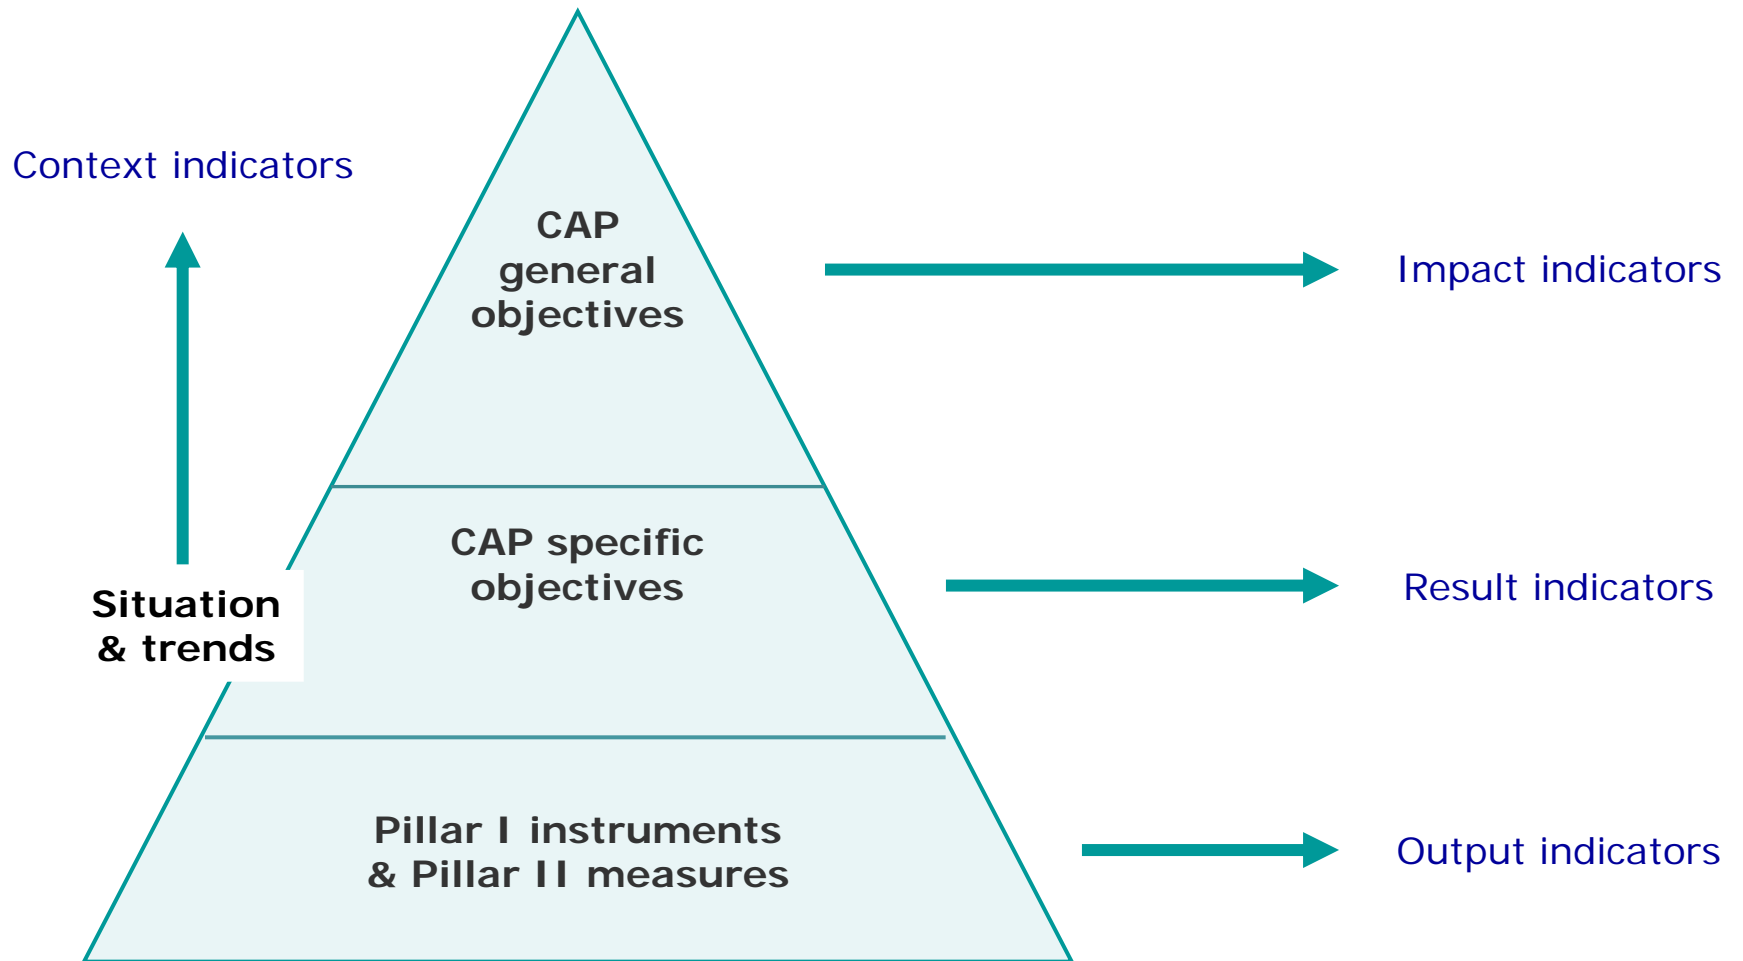 Context indicators
CAP
general
objectives
Impact indicators
CAP specific
objectives
Result indicators
Situation
& trends
Pillar I instruments
& Pillar II measures
Output indicators